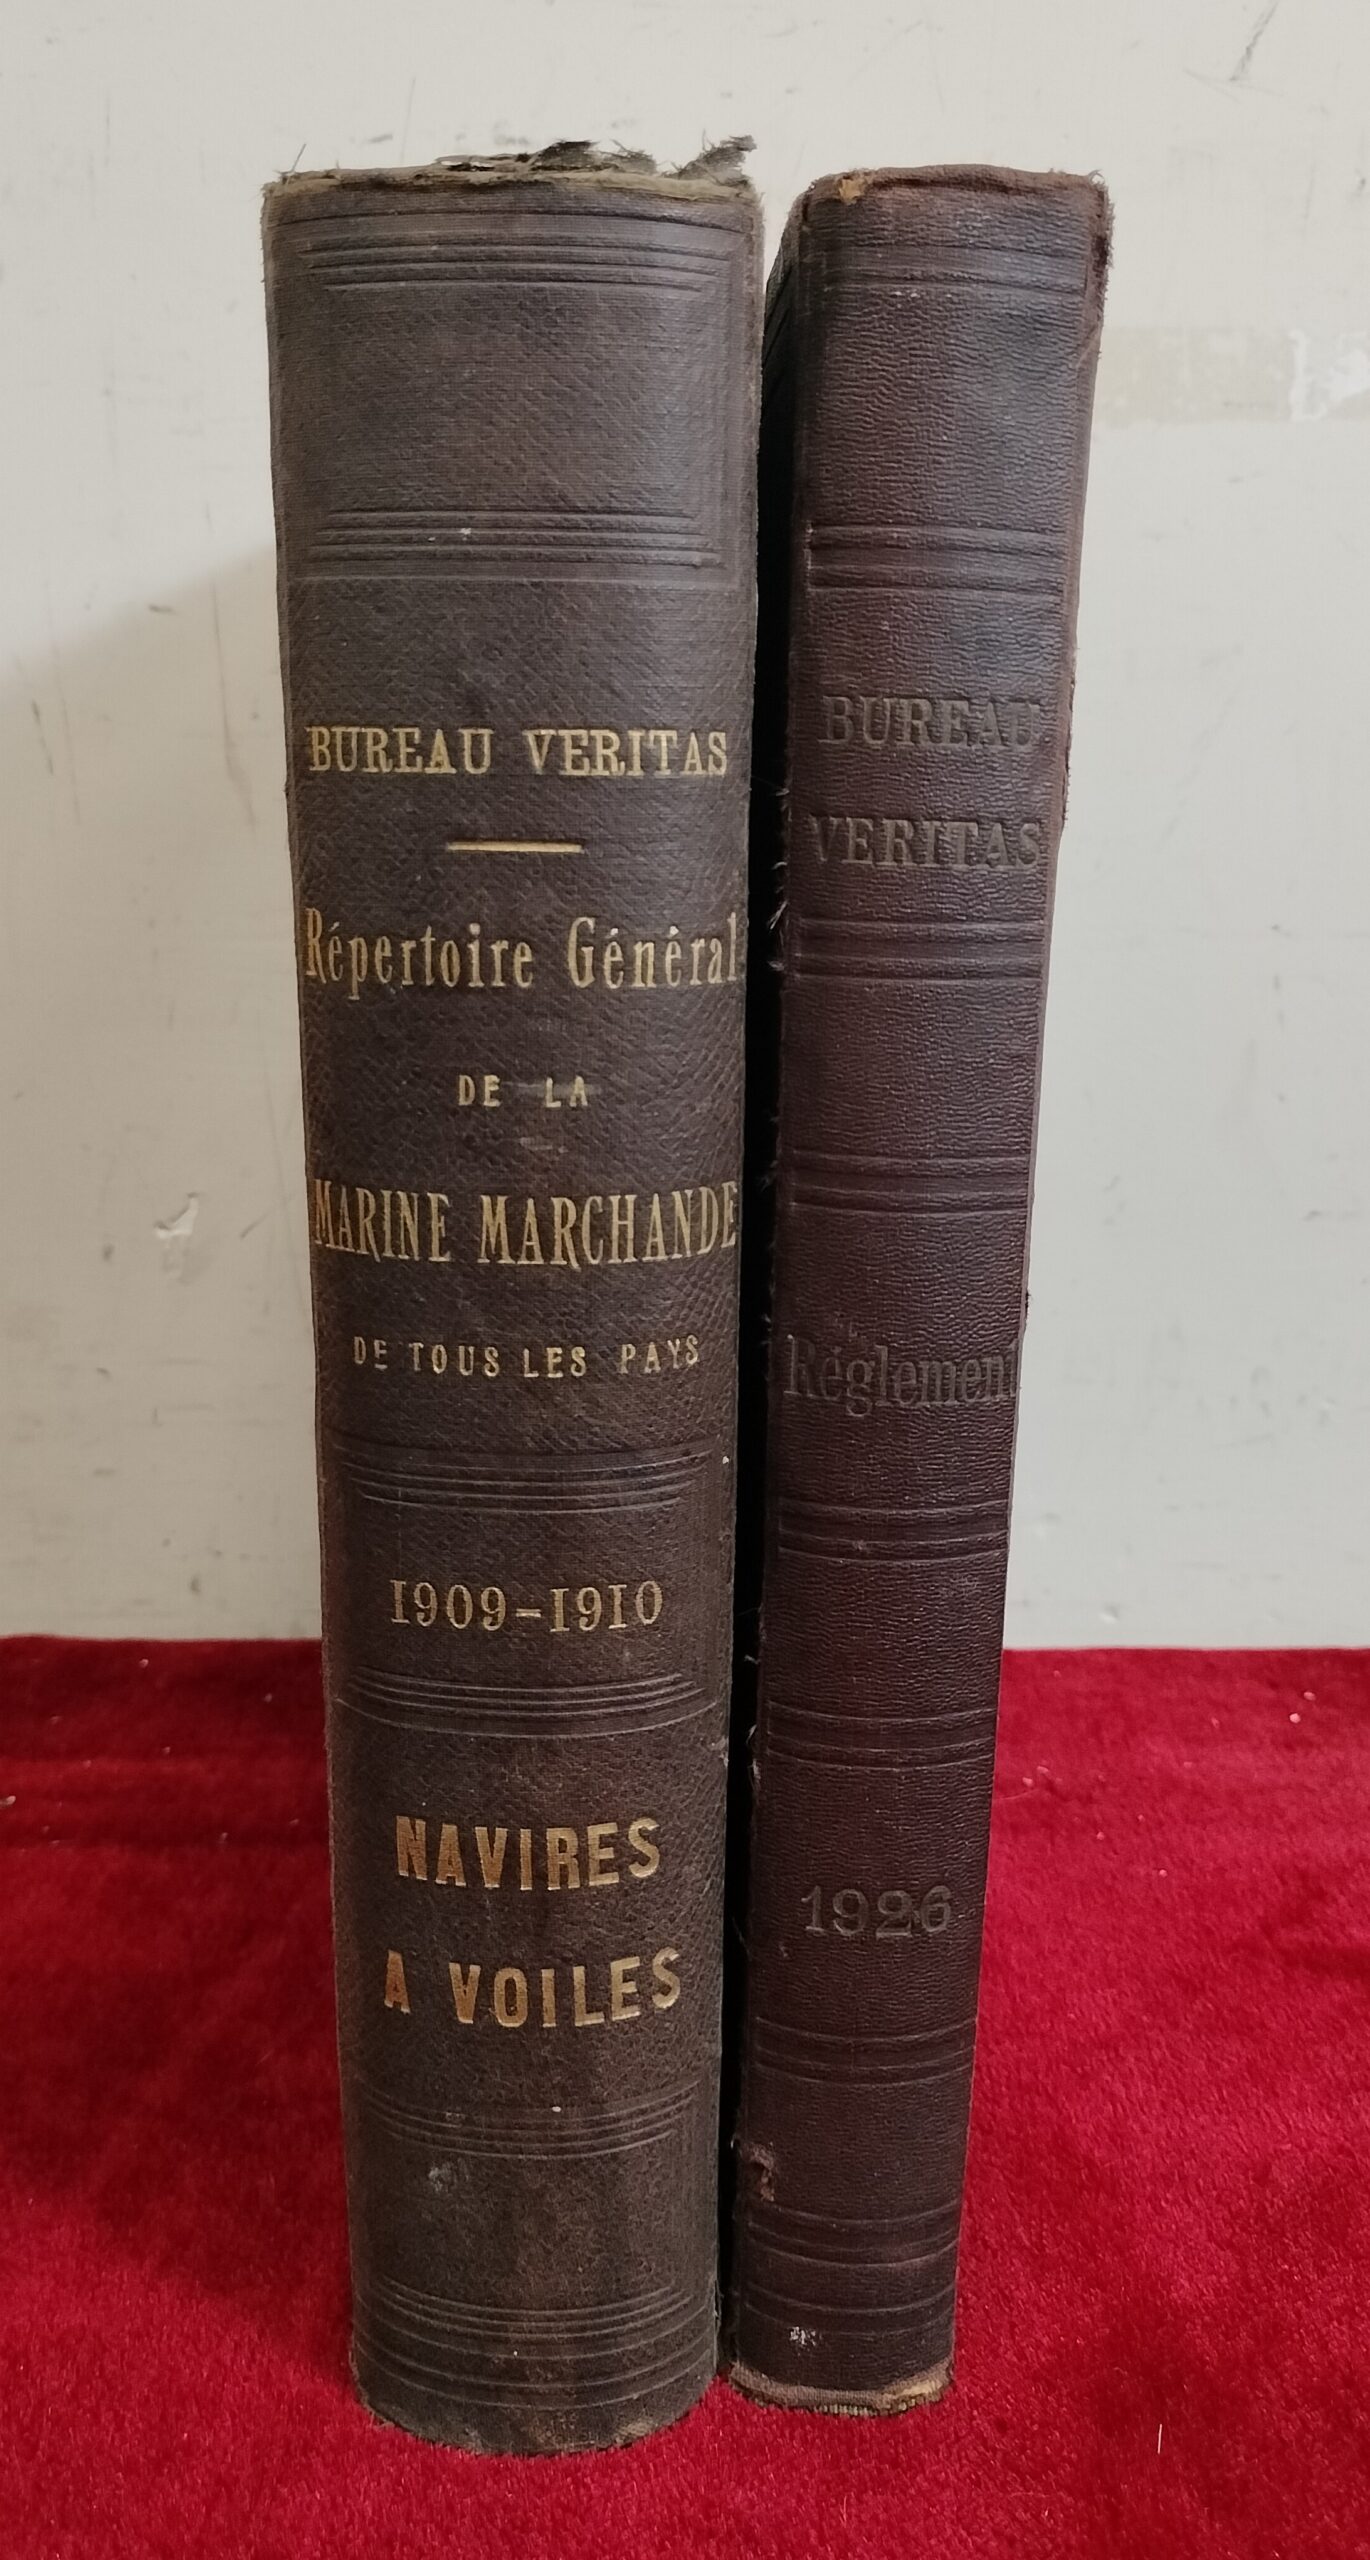 BUREAU VERITAS
Répertoire Général
DE LA
MARINE MARCHANDE
DE TOUS LES PAYS
1909-1910
NAVIRES
A VOILES
BUREAU
VERITAS
Réglement
1926